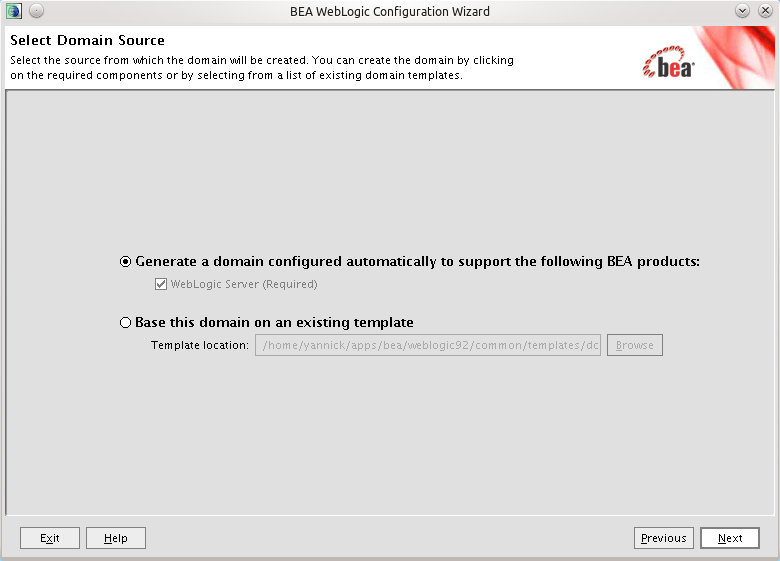 BEA WebLogic Configuration Wizard
Select Domain Source
Select the source from which the domain will be created. You can create the domain by clicking
on the required components or by selecting from a list of existing domain templates.
bea
Generate a domain configured automatically to support the following BEA products:
WebLogic Server (Required)
Base this domain on an existing template
Template location: /home/yannick/apps/bea/weblogic92/common/templates/dc Browse
Exit Help Previous Next